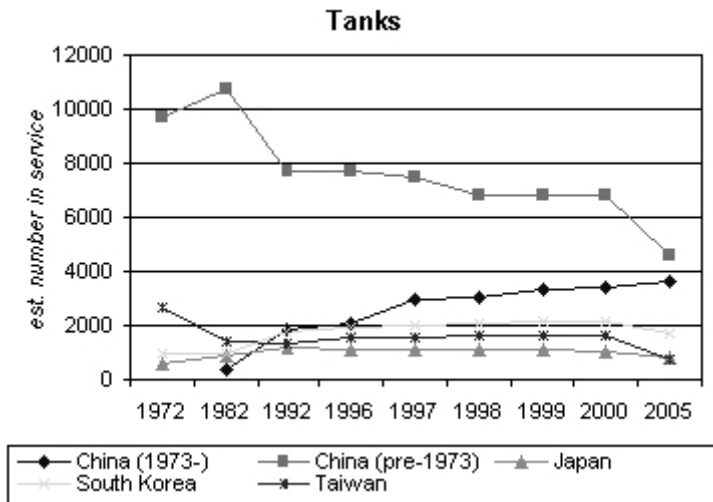 Tanks
12000
10000
8000
6000
4000
2000
0
est. number in service
1972 1982 1992 1996 1997 1998 1999 2000 2005
China (1973-) China (pre-1973) Japan
South Korea Taiwan